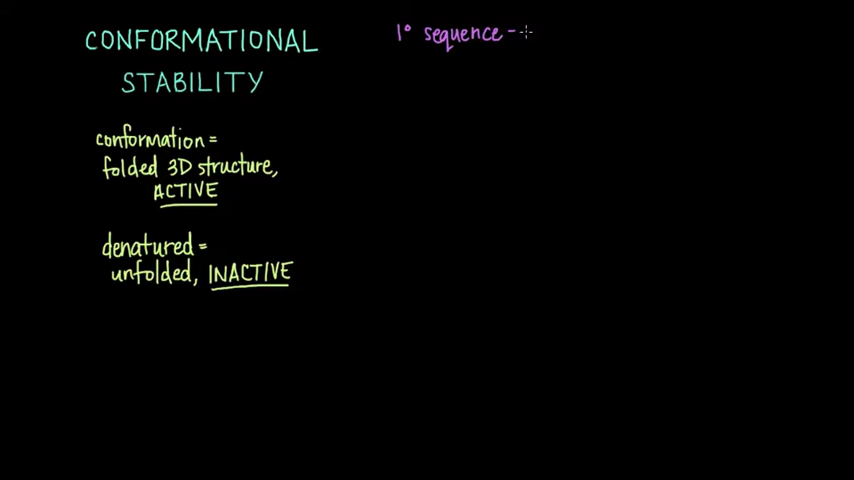 CONFORMATIONAL
STABILITY
conformation =
folded 3D structure,
ACTIVE
denatured =
unfolded, INACTIVE
1° sequence -